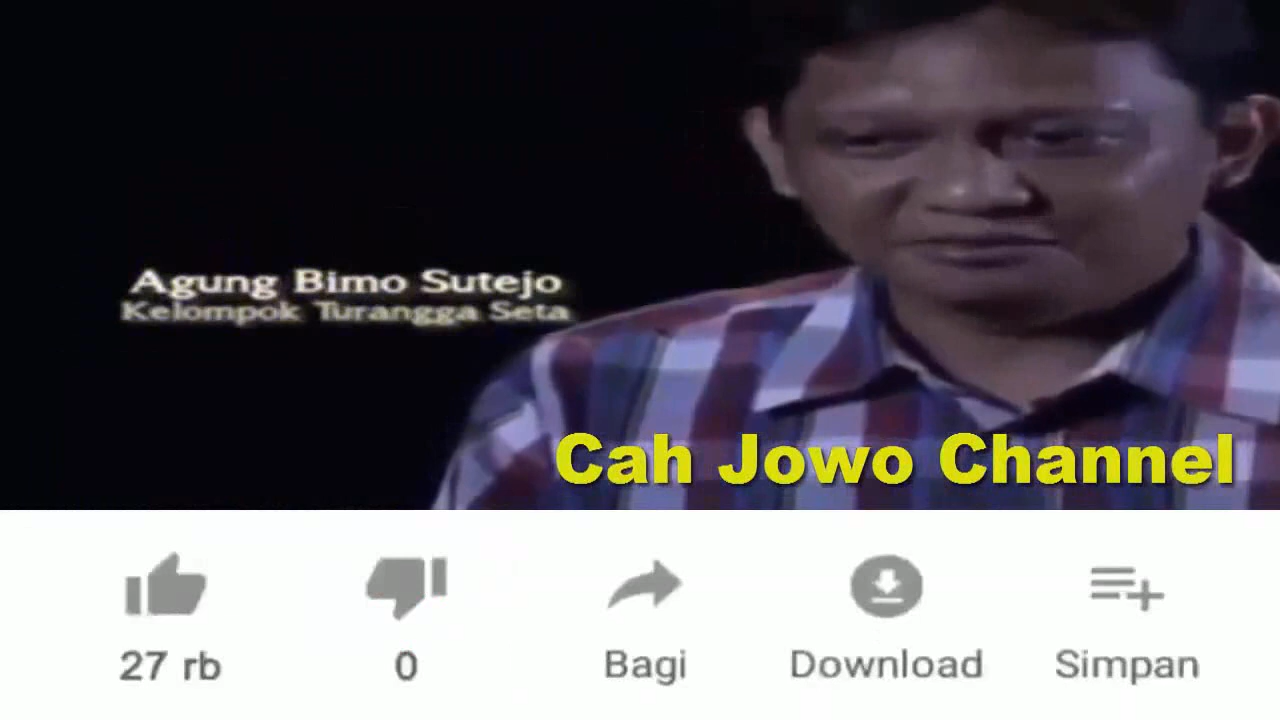 Agung Bimo Sutejo
Kelompok Turangga Seta
Cah Jowo Channel
27 rb
0
Bagi
Download
Simpan